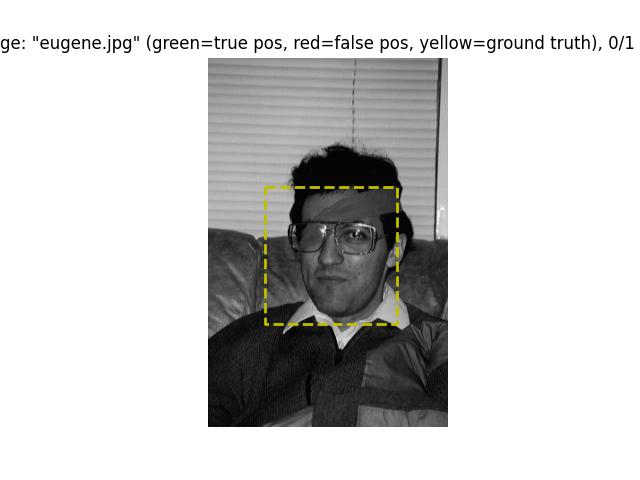 ge: "eugene.jpg" (green=true pos, red=false pos, yellow=ground truth), 0/1